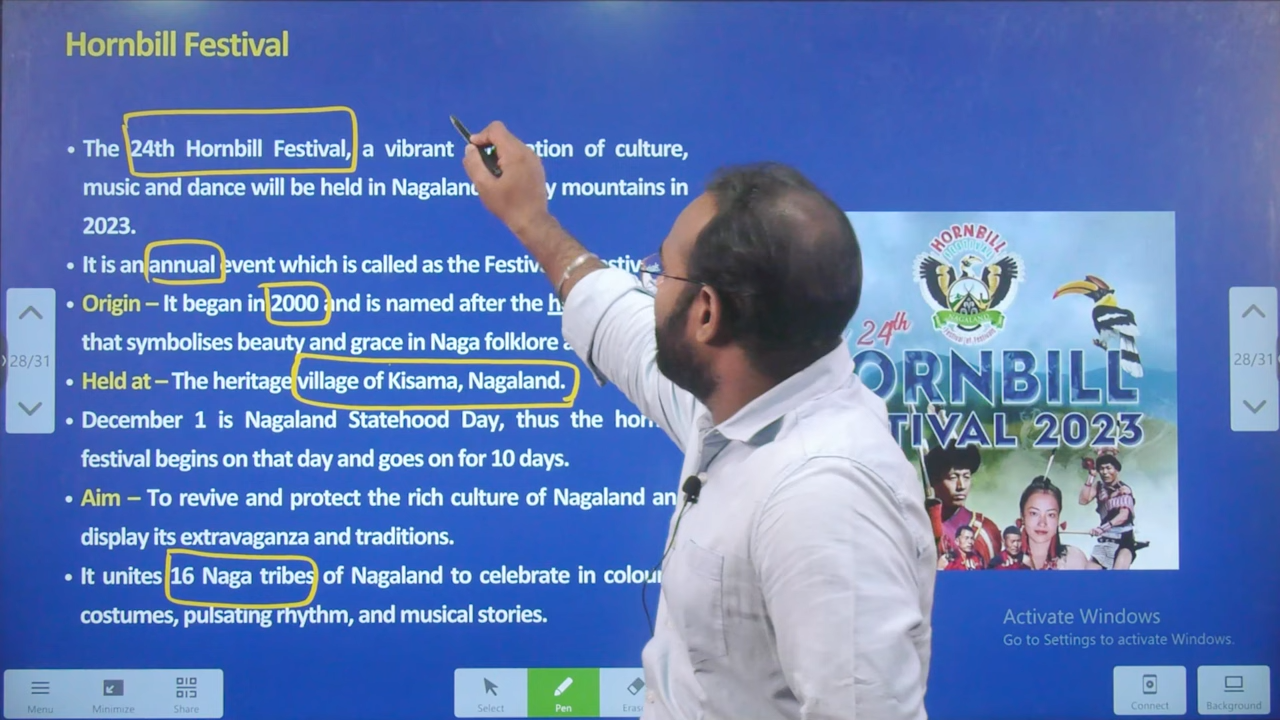 Hornbill Festival
• The 24th Hornbill Festival, a vibrant of culture,
music and dance will be held in Nagaland mountains in
2023.
• It is an annual event which is called as the
• Origin – It began in 2000 and is named after the
that symbolises beauty and grace in Naga folklore
• Held at – The heritage village of Kisama, Nagaland.
• December 1 is Nagaland Statehood Day, thus the
festival begins on that day and goes on for 10 days.
• Aim – To revive and protect the rich culture of Nagaland
display its extravaganza and traditions.
• It unites 16 Naga tribes of Nagaland to celebrate in
costumes, pulsating rhythm, and musical stories.
HORNBILL
NAGALAND
24th
ORNBILL
TIVAL 2023
28/31
28/31
Activate Windows
Go to Settings to activate Windows.
Menu
Minimize
Share
Select
Pen
Connect
Background